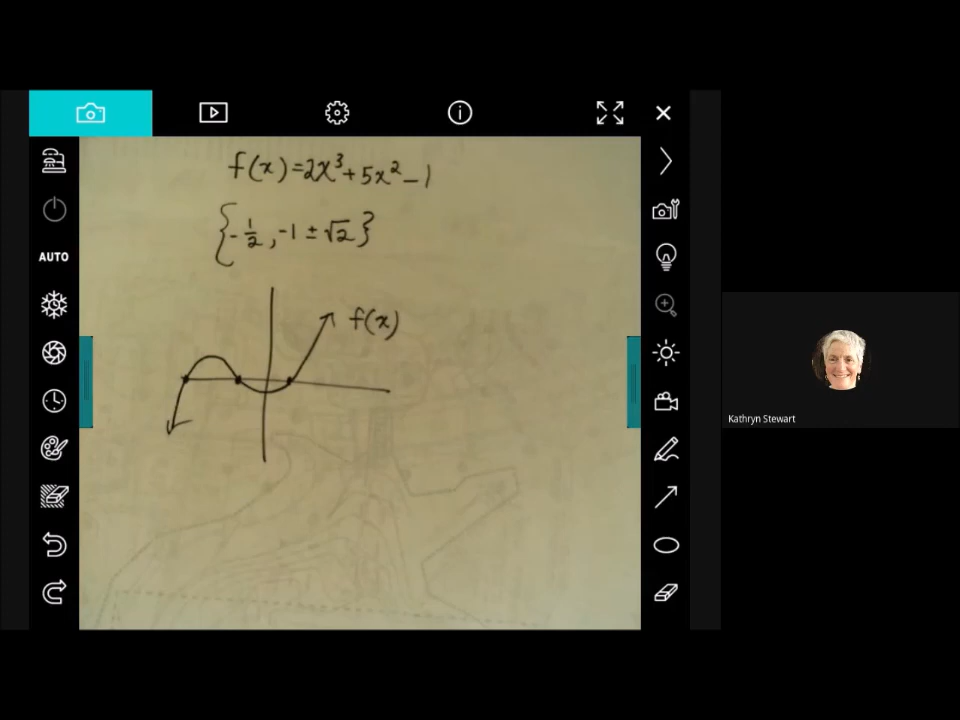 f(x)=2x³+5x²-1
{-1/2, -1±√2}
f(x)
AUTO
Kathryn Stewart